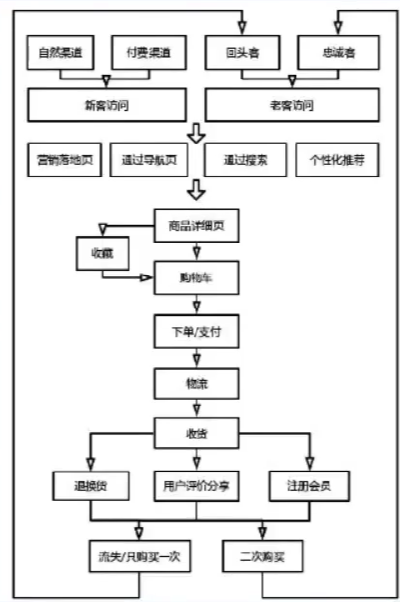 自然渠道
付费渠道
回头客
忠诚客
新客访问
老客访问
营销落地页
通过导航页
通过搜索
个性化推荐
商品详细页
收藏
购物车
下单/支付
物流
收货
退换货
用户评价分享
注册会员
流失/只购买一次
二次购买